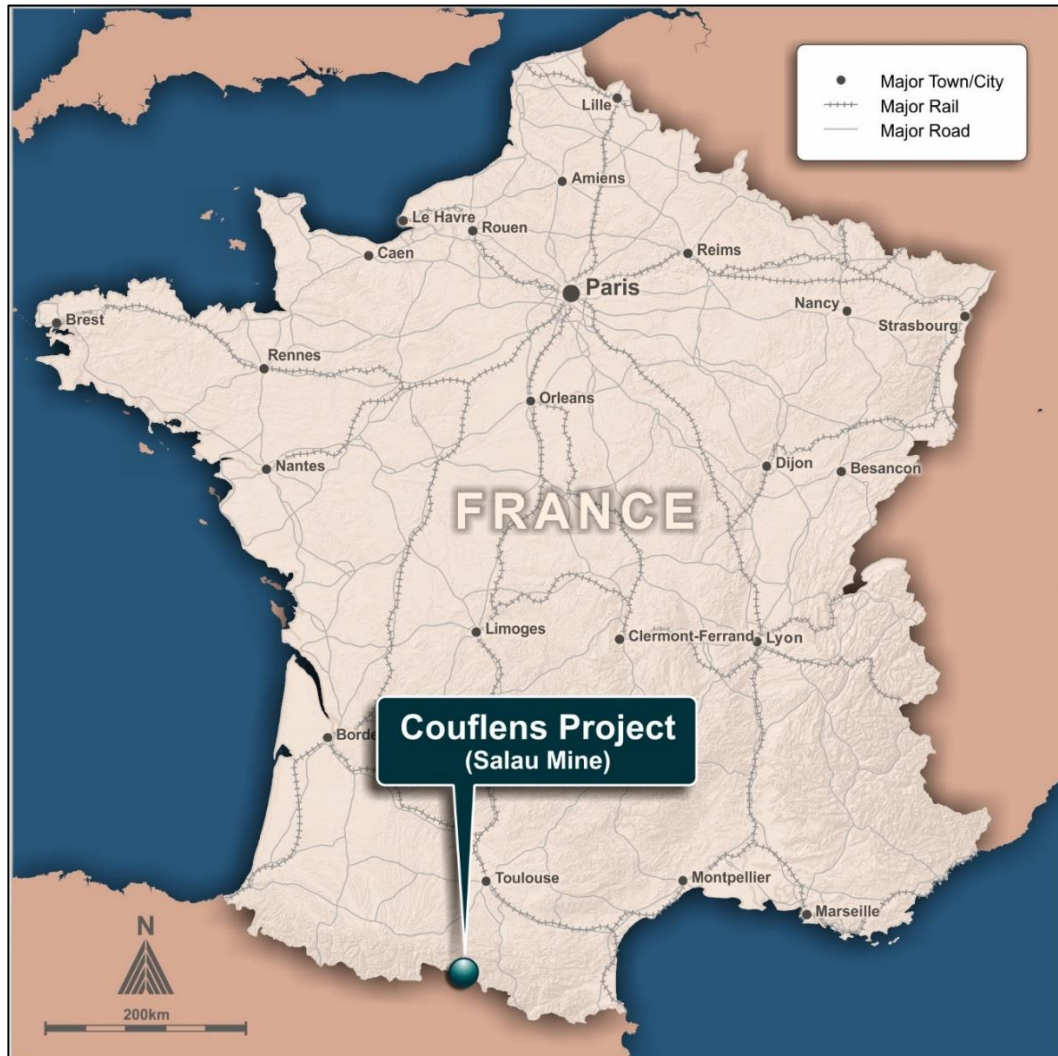 Major Town/City
Major Rail
Major Road
Lille
Amiens
Le Havre
Rouen
Caen
Reims
Paris
Nancy
Strasbourg
Brest
Rennes
Orleans
Nantes
Dijon
Besancon
FRANCE
Limoges
Clermont-Ferrand
Lyon
Couflens Project
(Salau Mine)
Borde
Toulouse
Montpellier
Marseille
N
200km